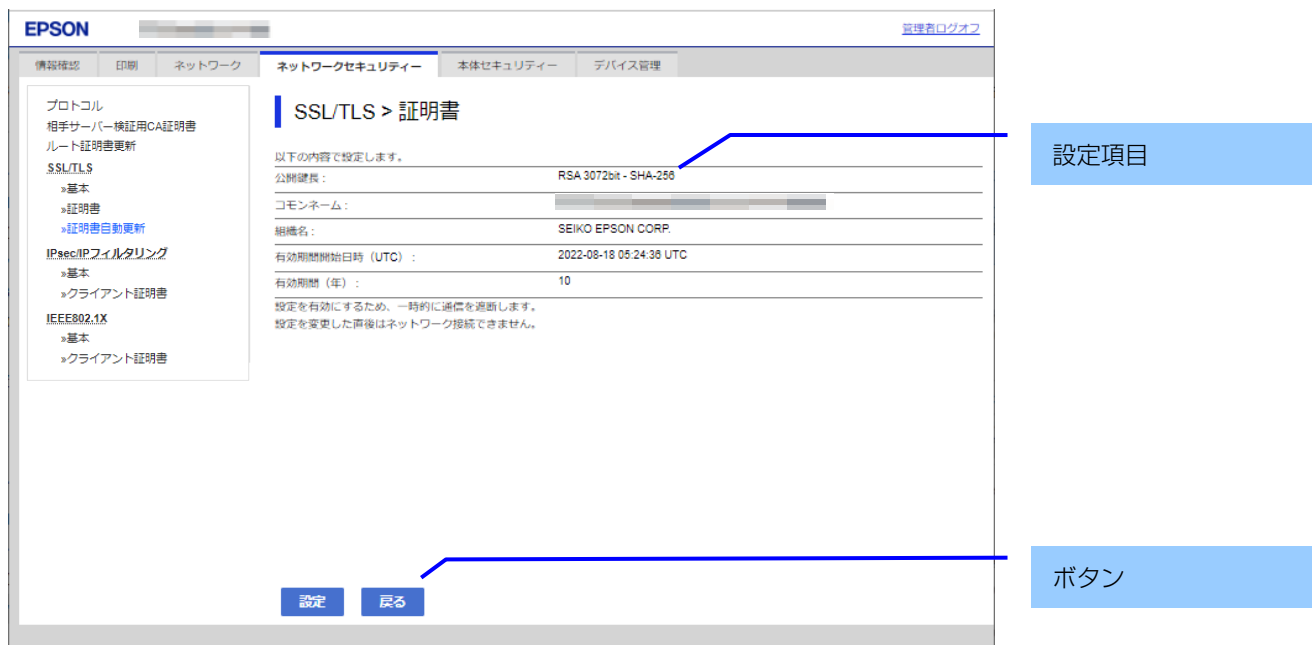 EPSON
管理者ログオフ
情報確認 印刷 ネットワーク ネットワークセキュリティー 本体セキュリティー デバイス管理
プロトコル
相手サーバー検証用CA証明書
ルート証明書更新
SSL/TLS
»基本
»証明書
»証明書自動更新
IPsec/IPフィルタリング
»基本
»クライアント証明書
IEEE802.1X
»基本
»クライアント証明書
SSL/TLS > 証明書
以下の内容で設定します。
公開鍵長 : RSA 3072bit - SHA-256
コモンネーム :
組織名 : SEIKO EPSON CORP.
有効期間開始日時（UTC） : 2022-08-18 05:24:36 UTC
有効期間（年） : 10
設定を有効にするため、一時的に通信を遮断します。
設定を変更した直後はネットワーク接続できません。
設定 戻る
設定項目
ボタン